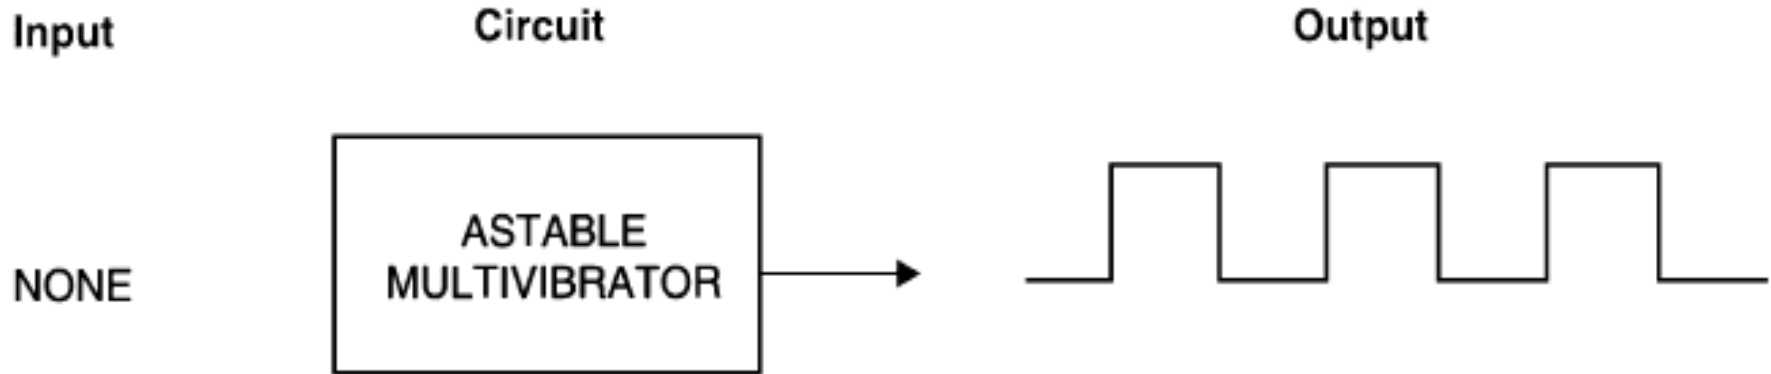 Input
Circuit
Output
NONE
ASTABLE
MULTIVIBRATOR